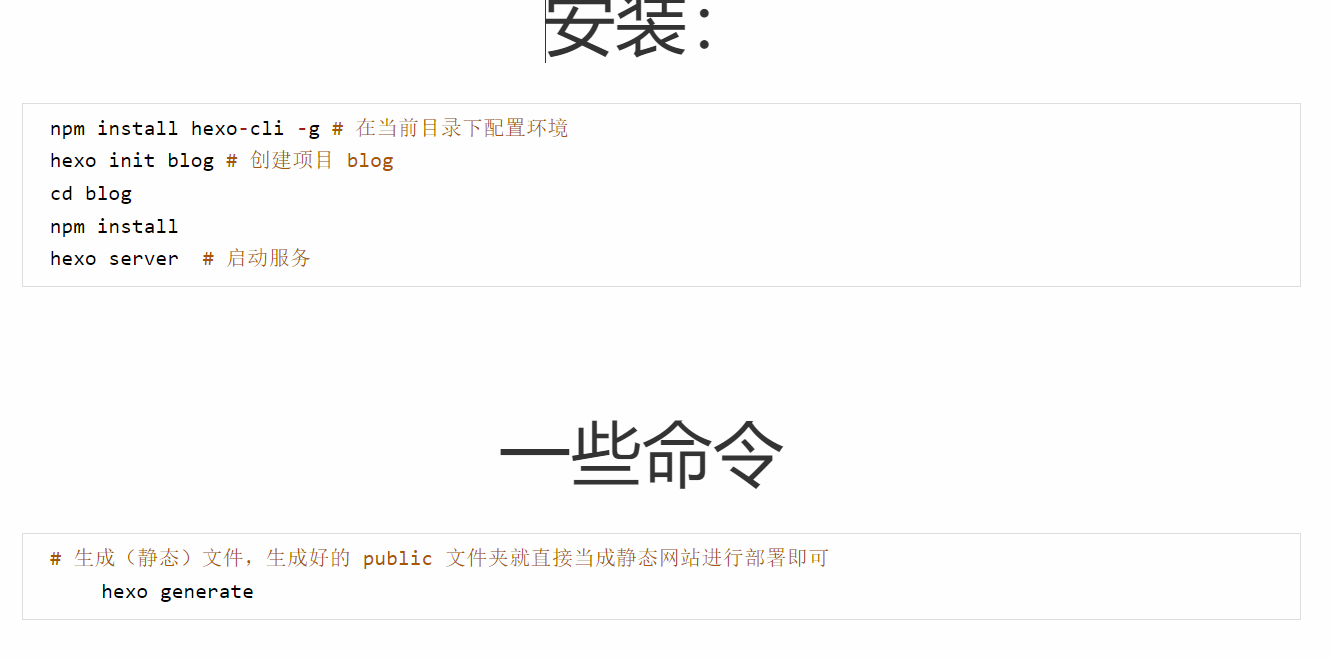 安装：
npm install hexo-cli -g # 在当前目录下配置环境
hexo init blog # 创建项目 blog
cd blog
npm install
hexo server  # 启动服务
一些命令
# 生成（静态）文件，生成好的 public 文件夹就直接当成静态网站进行部署即可
hexo generate